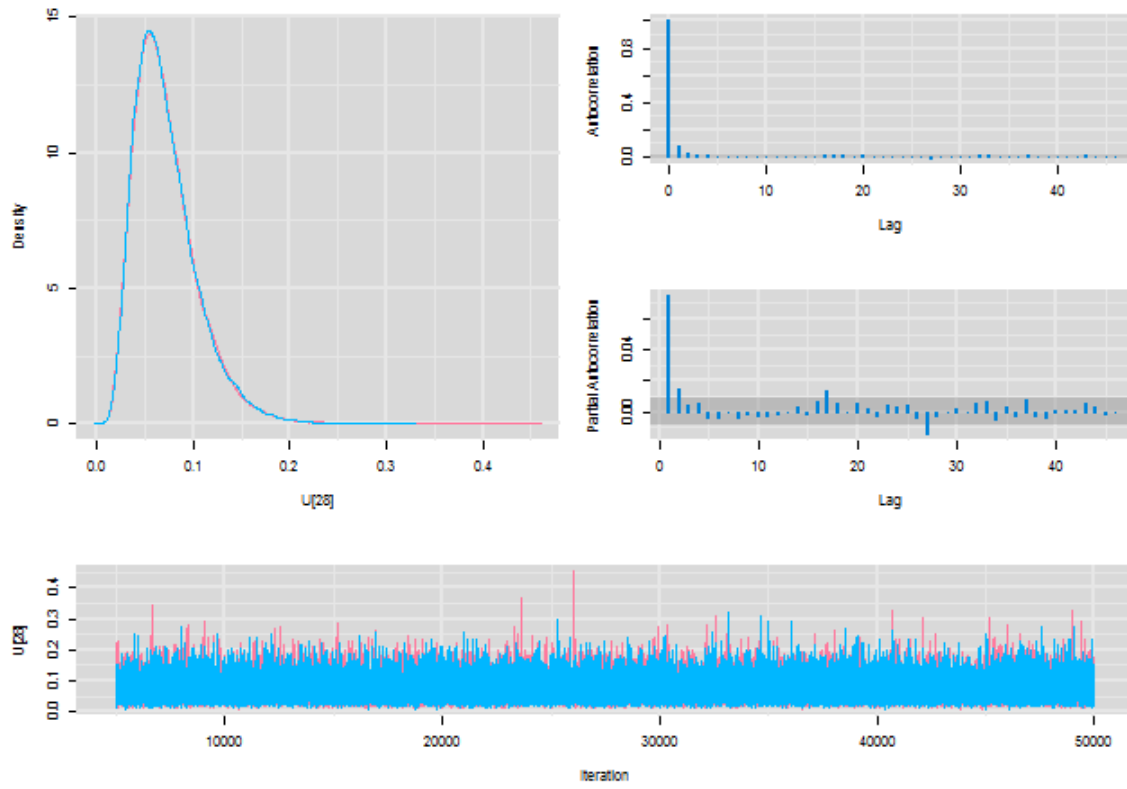 Density
15
10
5
0
0.0 0.1 0.2 0.3 0.4
U[28]
Autocorrelation
0.8
0.4
0.0
0 10 20 30 40
Lag
Partial Autocorrelation
0.04
0.00
0 10 20 30 40
Lag
U[28]
0.4
0.3
0.2
0.1
0.0
10000 20000 30000 40000 50000
Iteration